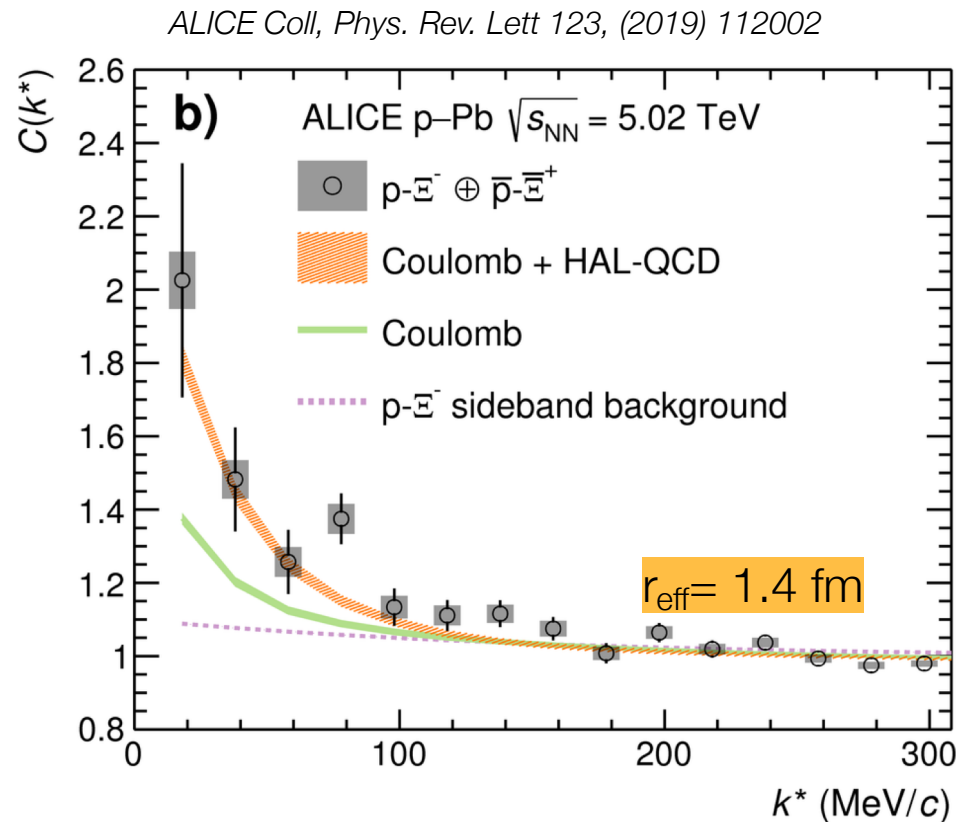 ALICE Coll, Phys. Rev. Lett 123, (2019) 112002
C(k*)
2.6
2.4
2.2
2
1.8
1.6
1.4
1.2
1
0.8
b)
ALICE p–Pb √sNN = 5.02 TeV
p-Ξ⁻ ⊕ p̅-Ξ̅⁺
Coulomb + HAL-QCD
Coulomb
p-Ξ⁻ sideband background
reff= 1.4 fm
0 100 200 300
k* (MeV/c)